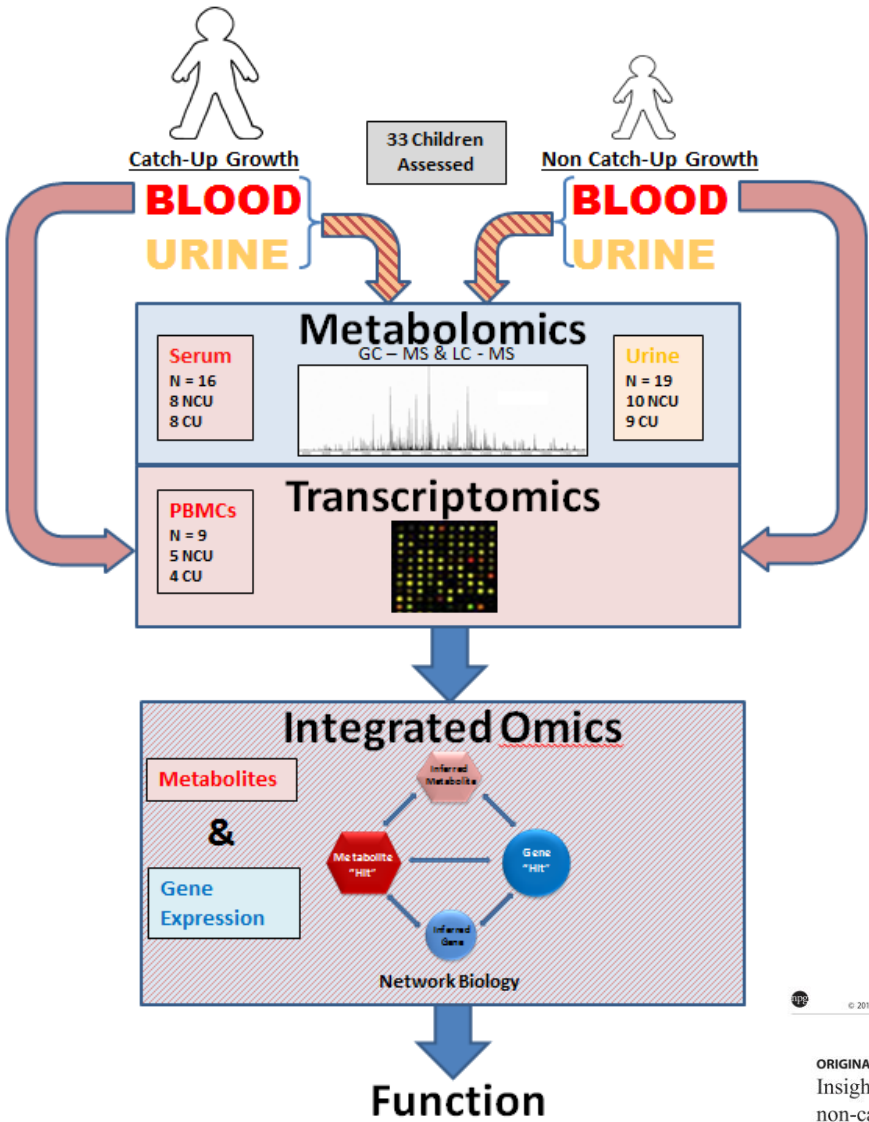 33 Children
Assessed
Catch-Up Growth
Non Catch-Up Growth
BLOOD
URINE
BLOOD
URINE
Metabolomics
GC – MS & LC - MS
Serum
N = 16
8 NCU
8 CU
Urine
N = 19
10 NCU
9 CU
Transcriptomics
PBMCs
N = 9
5 NCU
4 CU
Integrated Omics
Metabolites
&
Gene
Expression
Inferred
Metabolite
Metabolite
"Hit"
Gene
"Hit"
Inferred
Gene
Network Biology
Function
npg
© 201
ORIGINA
Insigh
non-ca